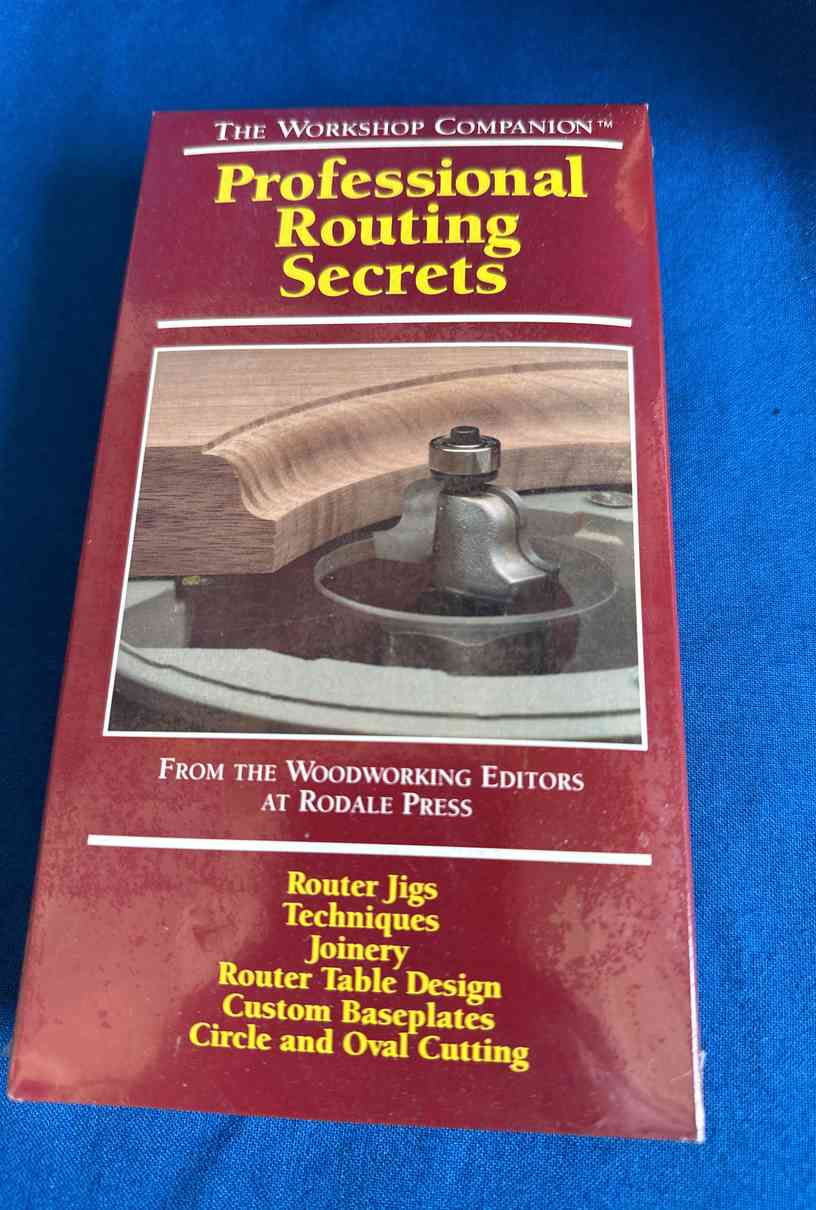 The Workshop Companion™
Professional
Routing
Secrets
From the Woodworking Editors
at Rodale Press
Router Jigs
Techniques
Joinery
Router Table Design
Custom Baseplates
Circle and Oval Cutting